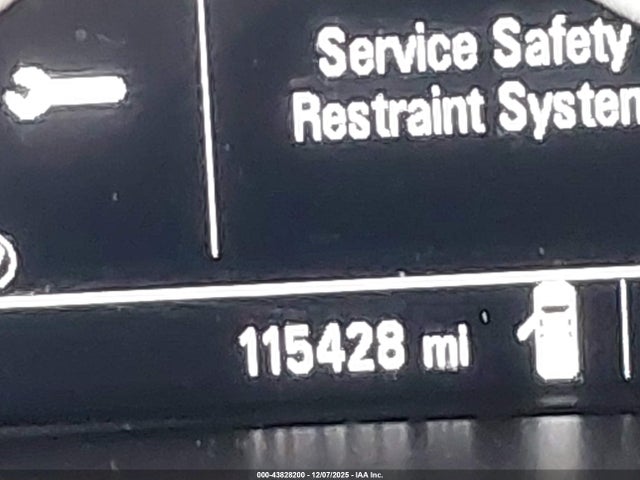 Service Safety
Restraint System
115428 mi
000-43828200 - 12/07/2025 - IAA Inc.